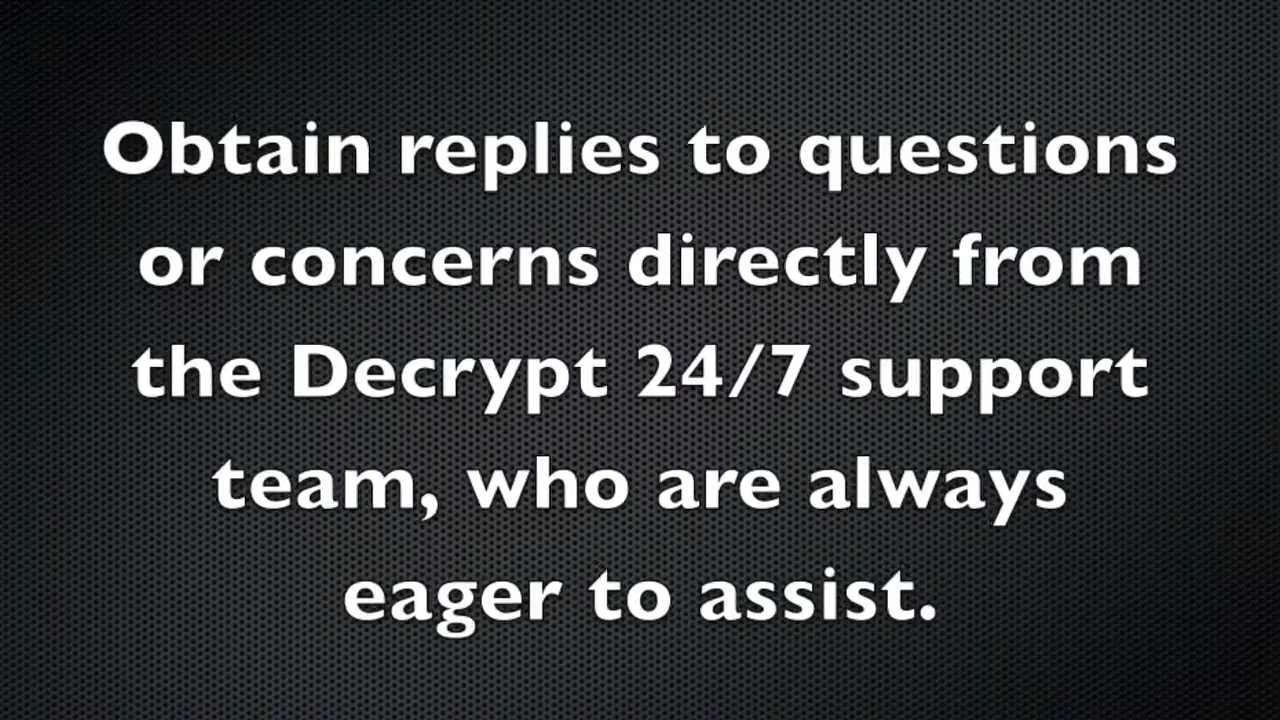 Obtain replies to questions
or concerns directly from
the Decrypt 24/7 support
team, who are always
eager to assist.